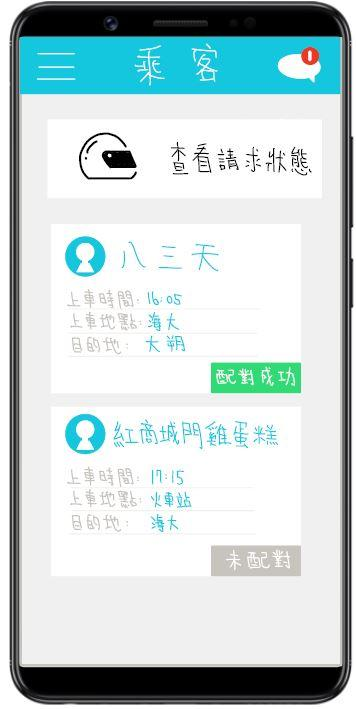 乘客
查看請求狀態
八三天
上車時間: 16:05
上車地點: 海大
目的地: 大朔
配對成功
紅商城門雞蛋糕
上車時間: 17:15
上車地點: 火車站
目的地: 海大
未配對